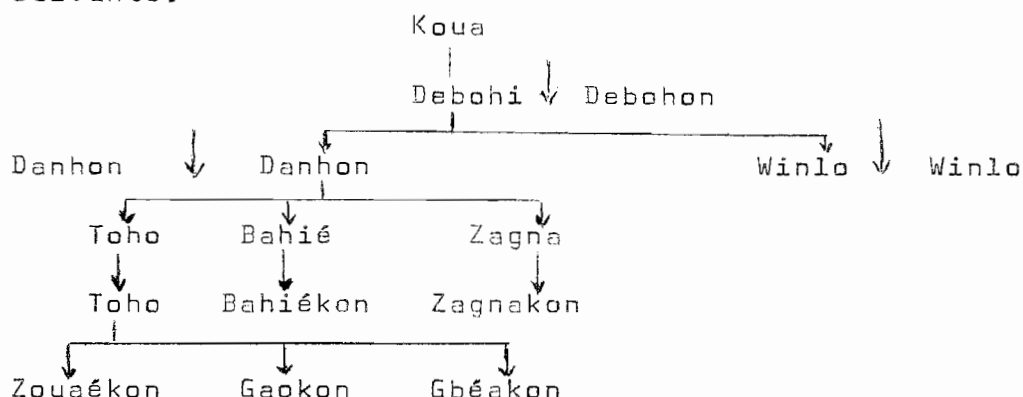 Koua
Debohi Debohon
Danhon Danhon Winlo Winlo
Toho Bahié Zagna
Toho Bahiékon Zagnakon
Zouaékon Gaokon Gbéakon